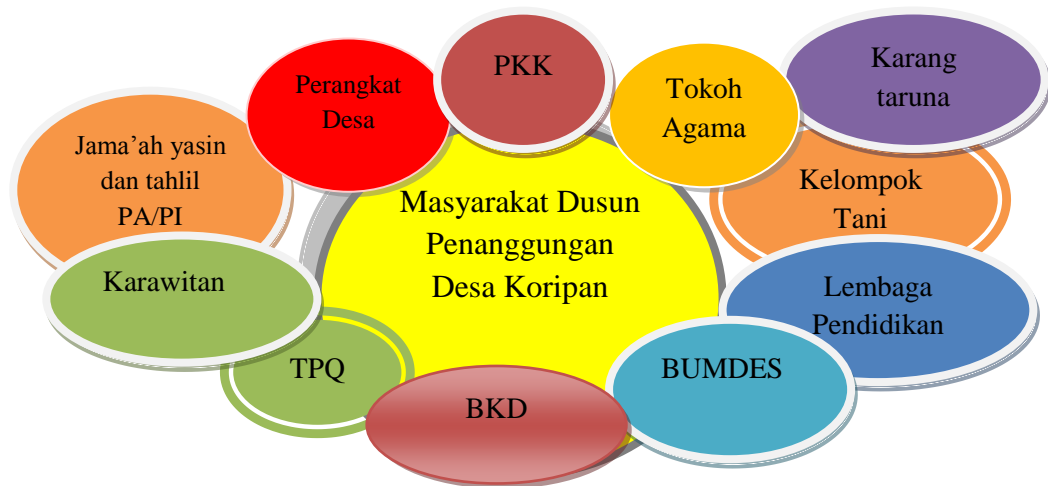 PKK
Perangkat
Desa
Tokoh
Agama
Karang
taruna
Jama’ah yasin
dan tahlil
PA/PI
Masyarakat Dusun
Penanggungan
Desa Koripan
Kelompok
Tani
Karawitan
Lembaga
Pendidikan
TPQ
BUMDES
BKD